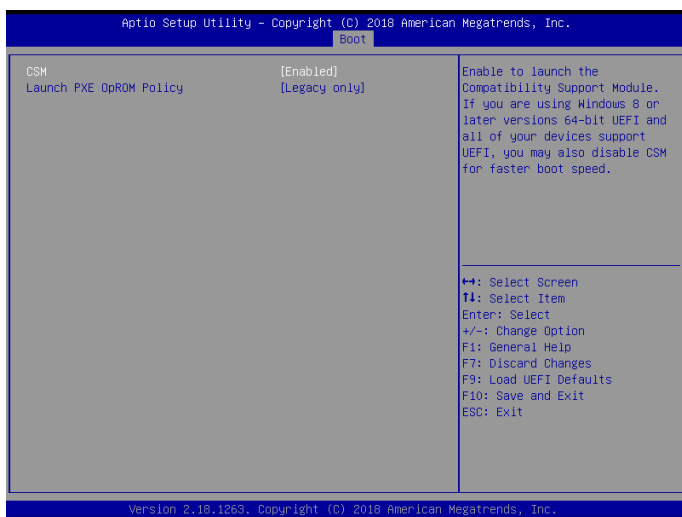 Aptio Setup Utility – Copyright (C) 2018 American Megatrends, Inc.
Boot
CSM [Enabled]
Launch PXE OpROM Policy [Legacy only]
Enable to launch the
Compatibility Support Module.
If you are using Windows 8 or
later versions 64-bit UEFI and
all of your devices support
UEFI, you may also disable CSM
for faster boot speed.
↔: Select Screen
↑↓: Select Item
Enter: Select
+/-: Change Option
F1: General Help
F7: Discard Changes
F9: Load UEFI Defaults
F10: Save and Exit
ESC: Exit
Version 2.18.1263. Copyright (C) 2018 American Megatrends, Inc.